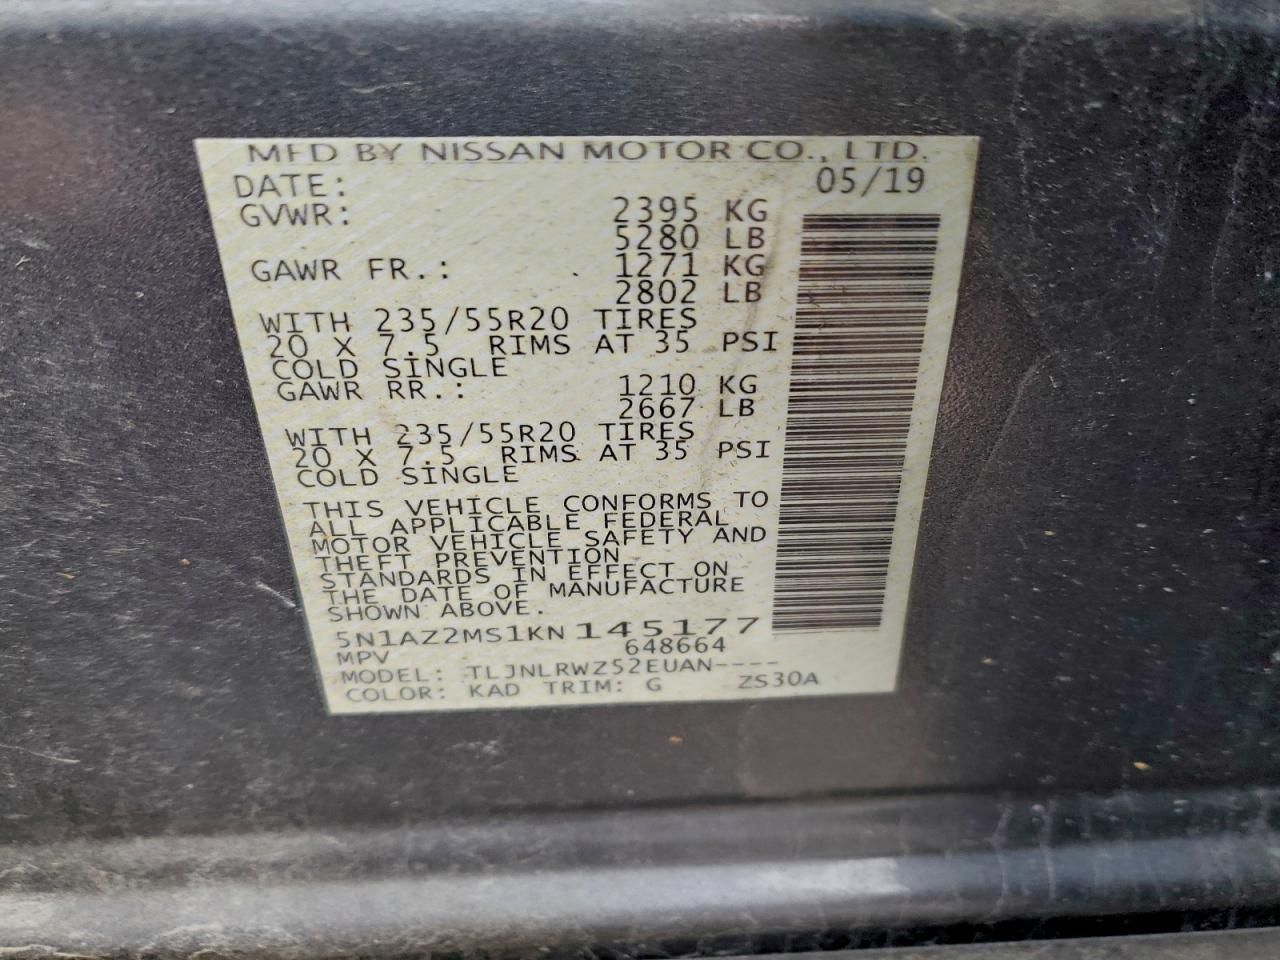 MFD BY NISSAN MOTOR CO., LTD.
DATE: 05/19
GVWR: 2395 KG
5280 LB
GAWR FR.: 1271 KG
2802 LB
WITH 235/55R20 TIRES
20 X 7.5 RIMS AT 35 PSI
COLD SINGLE
GAWR RR.: 1210 KG
2667 LB
WITH 235/55R20 TIRES
20 X 7.5 RIMS AT 35 PSI
COLD SINGLE
THIS VEHICLE CONFORMS TO
ALL APPLICABLE FEDERAL
MOTOR VEHICLE SAFETY AND
THEFT PREVENTION
STANDARDS IN EFFECT ON
THE DATE OF MANUFACTURE
SHOWN ABOVE.
5N1AZ2MS1KN145177
MPV 648664
MODEL: TLJNLRWZ52EUAN----
COLOR: KAD TRIM: G ZS30A